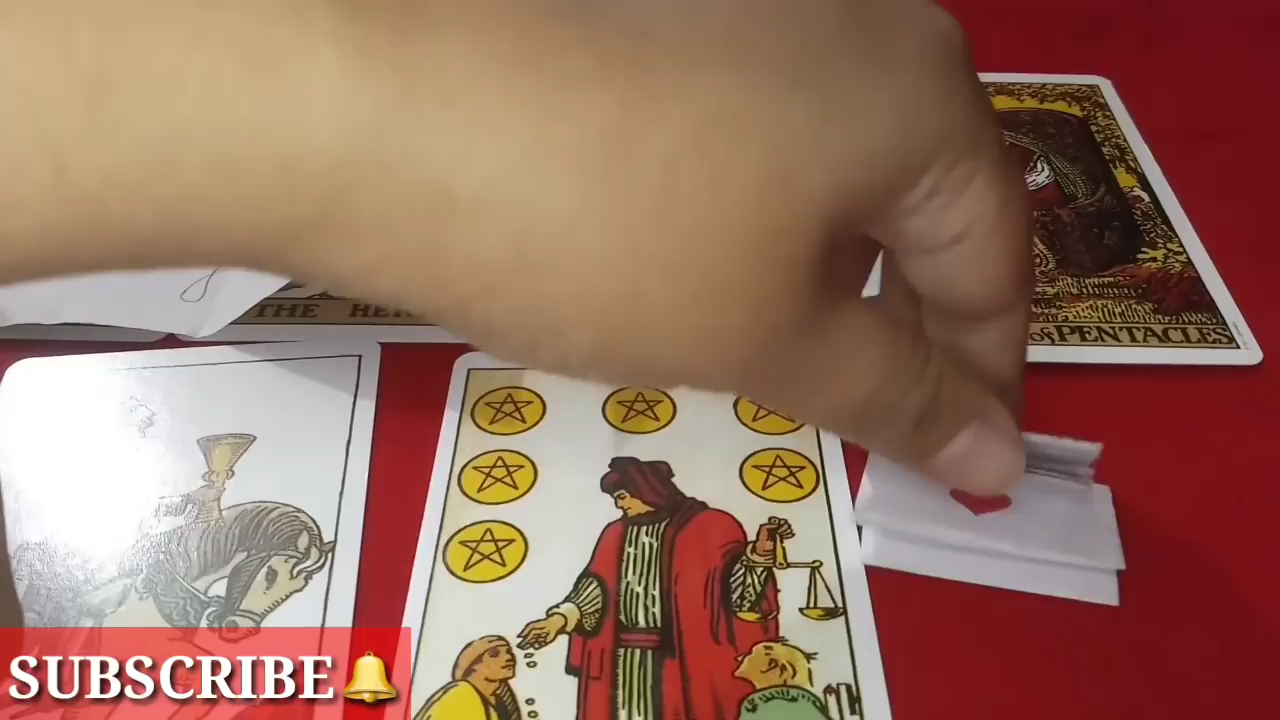 THE HER
of PENTACLES
SUBSCRIBE🔔